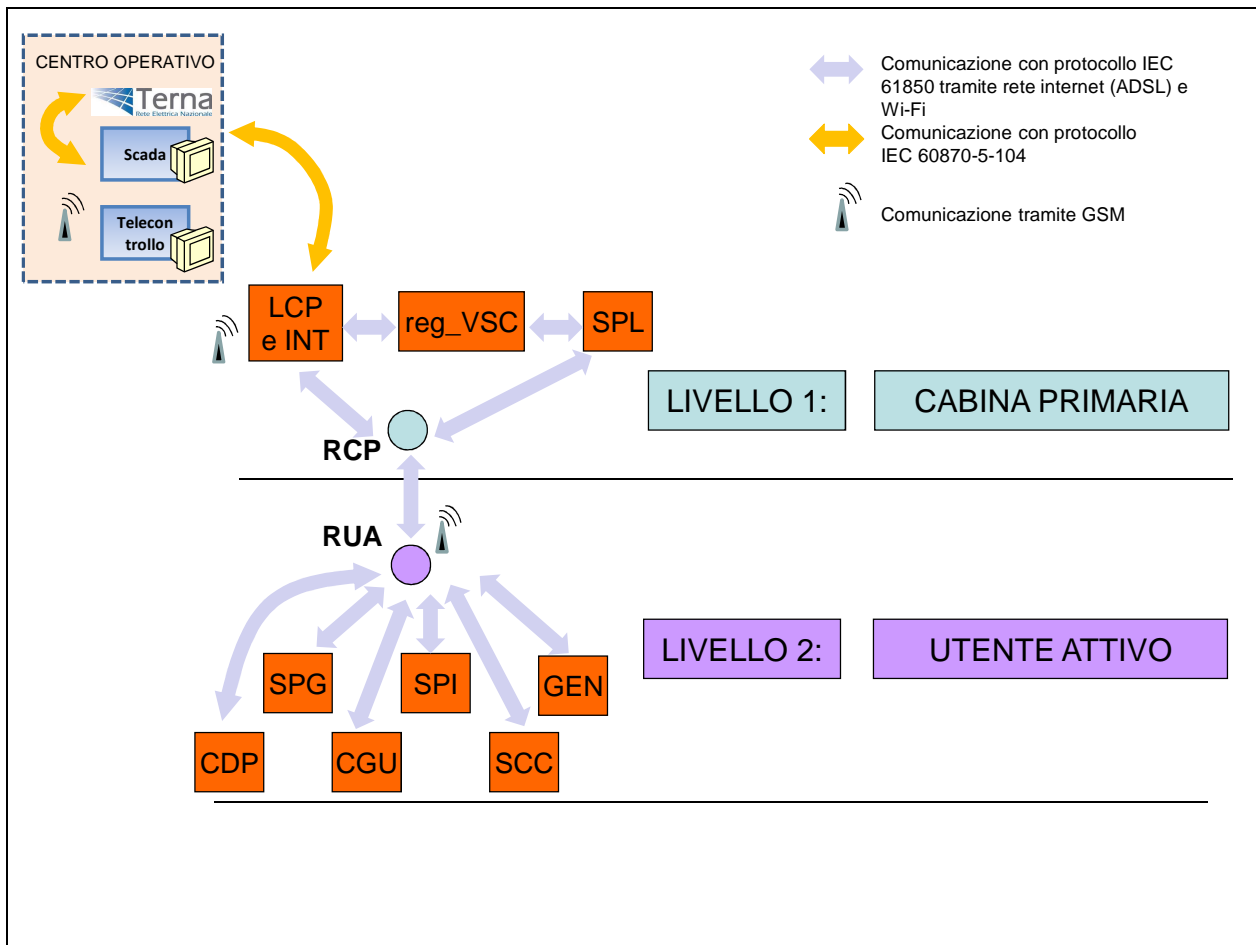 CENTRO OPERATIVO
Terna
Rete Elettrica Nazionale
Scada
Telecon
trollo
Comunicazione con protocollo IEC
61850 tramite rete internet (ADSL) e
Wi-Fi
Comunicazione con protocollo
IEC 60870-5-104
Comunicazione tramite GSM
LCP
e INT
reg_VSC
SPL
LIVELLO 1:
CABINA PRIMARIA
RCP
RUA
LIVELLO 2:
UTENTE ATTIVO
SPG
SPI
GEN
CDP
CGU
SCC